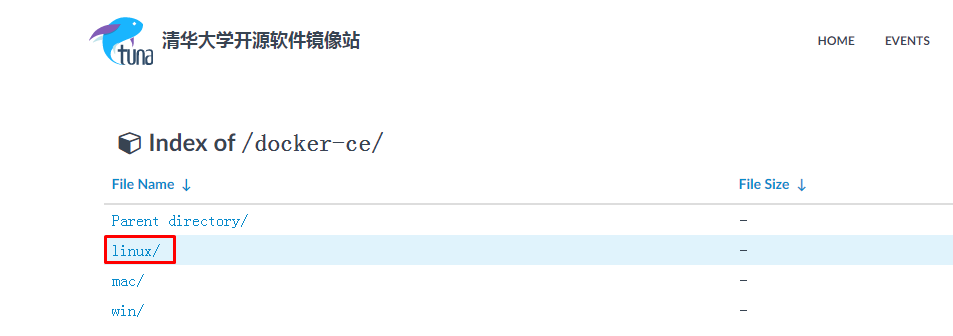 tuna 清华大学开源软件镜像站 HOME EVENTS
Index of /docker-ce/
File Name ↓ File Size ↓
Parent directory/ -
linux/ -
mac/ -
win/ -